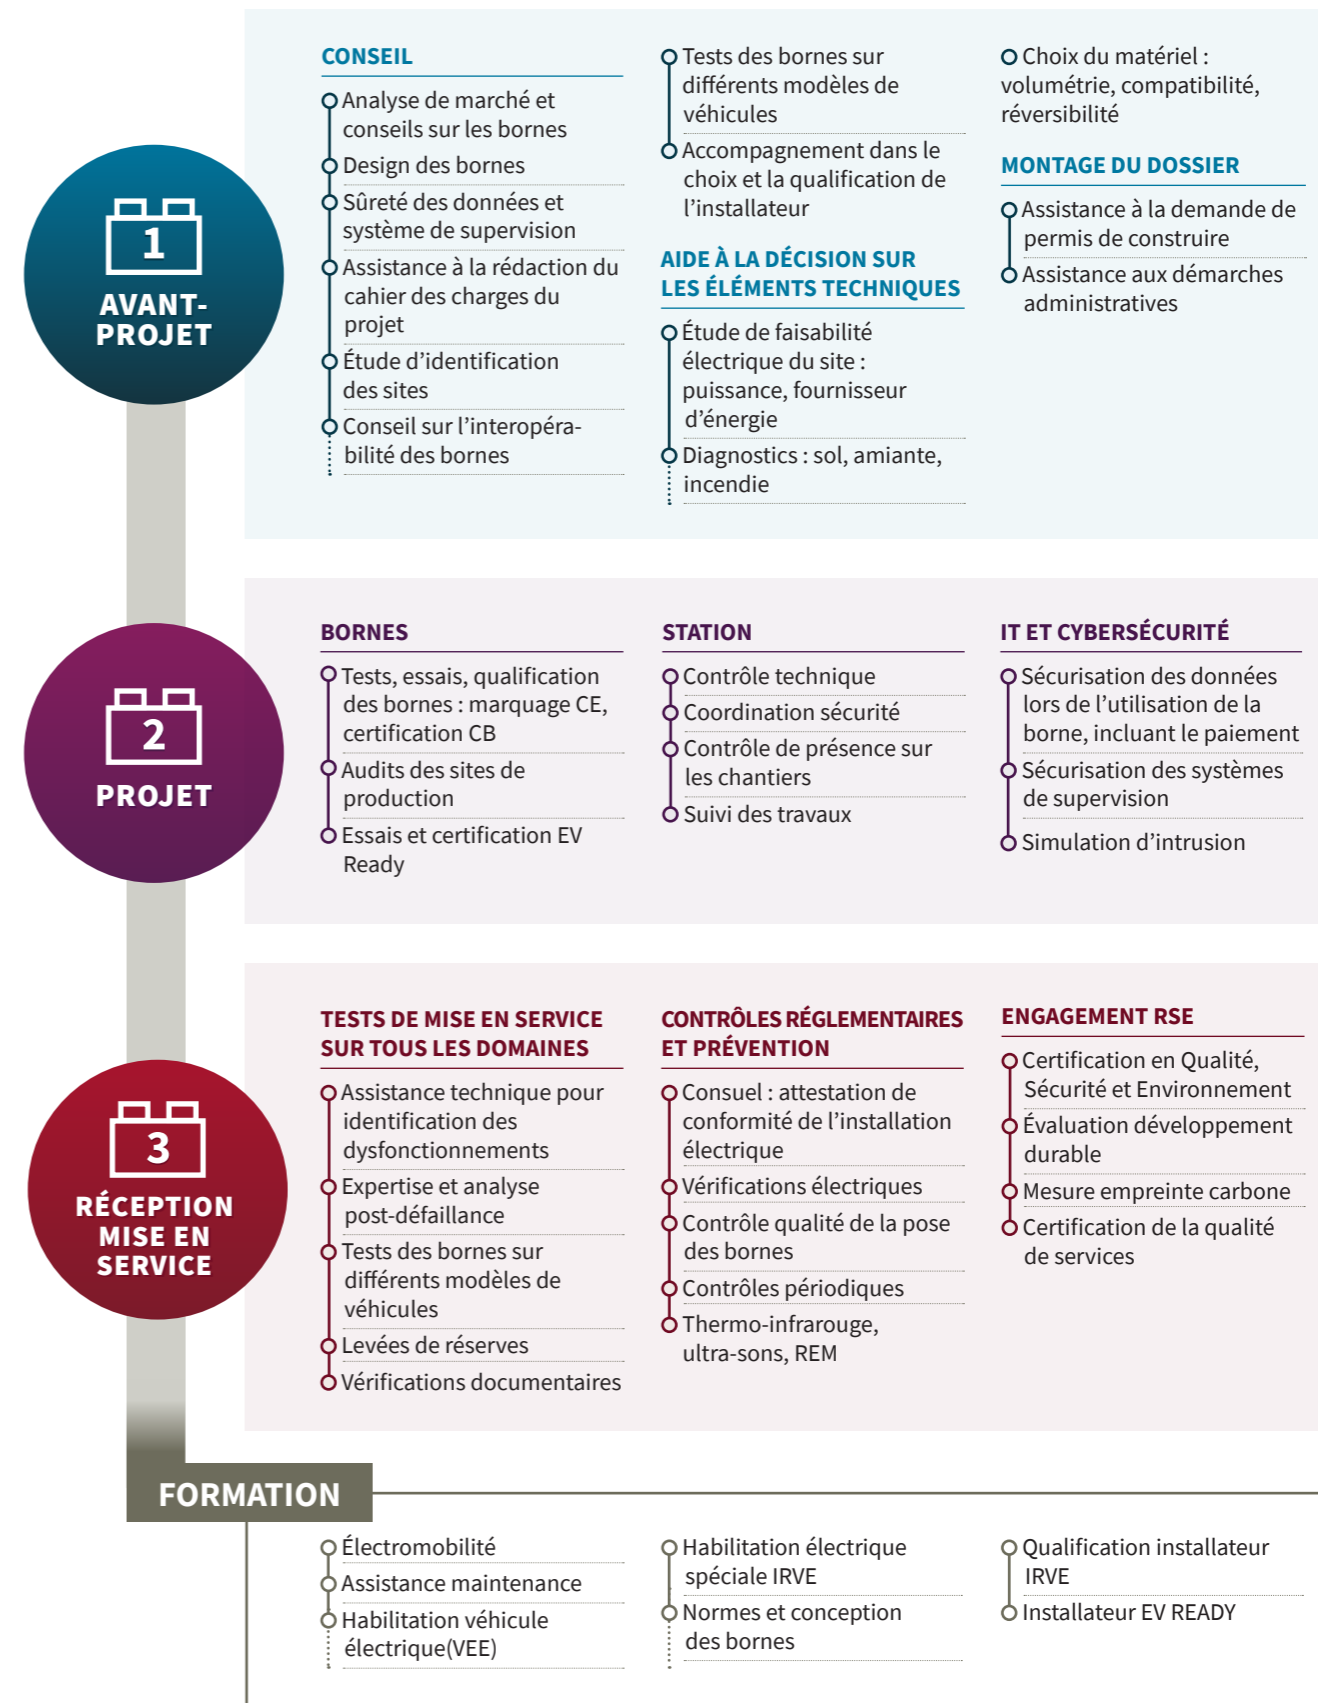 1
AVANT-
PROJET
CONSEIL
Analyse de marché et
conseils sur les bornes
Design des bornes
Sûreté des données et
système de supervision
Assistance à la rédaction du
cahier des charges du
projet
Étude d’identification
des sites
Conseil sur l’interopéra-
bilité des bornes
Tests des bornes sur
différents modèles de
véhicules
Accompagnement dans le
choix et la qualification de
l’installateur
AIDE À LA DÉCISION SUR
LES ÉLÉMENTS TECHNIQUES
Étude de faisabilité
électrique du site :
puissance, fournisseur
d’énergie
Diagnostics : sol, amiante,
incendie
Choix du matériel :
volumétrie, compatibilité,
réversibilité
MONTAGE DU DOSSIER
Assistance à la demande de
permis de construire
Assistance aux démarches
administratives
2
PROJET
BORNES
Tests, essais, qualification
des bornes : marquage CE,
certification CB
Audits des sites de
production
Essais et certification EV
Ready
STATION
Contrôle technique
Coordination sécurité
Contrôle de présence sur
les chantiers
Suivi des travaux
IT ET CYBERSÉCURITÉ
Sécurisation des données
lors de l’utilisation de la
borne, incluant le paiement
Sécurisation des systèmes
de supervision
Simulation d’intrusion
3
RÉCEPTION
MISE EN
SERVICE
TESTS DE MISE EN SERVICE
SUR TOUS LES DOMAINES
Assistance technique pour
identification des
dysfonctionnements
Expertise et analyse
post-défaillance
Tests des bornes sur
différents modèles de
véhicules
Levées de réserves
Vérifications documentaires
CONTRÔLES RÉGLEMENTAIRES
ET PRÉVENTION
Consuel : attestation de
conformité de l’installation
électrique
Vérifications électriques
Contrôle qualité de la pose
des bornes
Contrôles périodiques
Thermo-infrarouge,
ultra-sons, REM
ENGAGEMENT RSE
Certification en Qualité,
Sécurité et Environnement
Évaluation développement
durable
Mesure empreinte carbone
Certification de la qualité
de services
FORMATION
Électromobilité
Assistance maintenance
Habilitation véhicule
électrique(VEE)
Habilitation électrique
spéciale IRVE
Normes et conception
des bornes
Qualification installateur
IRVE
Installateur EV READY